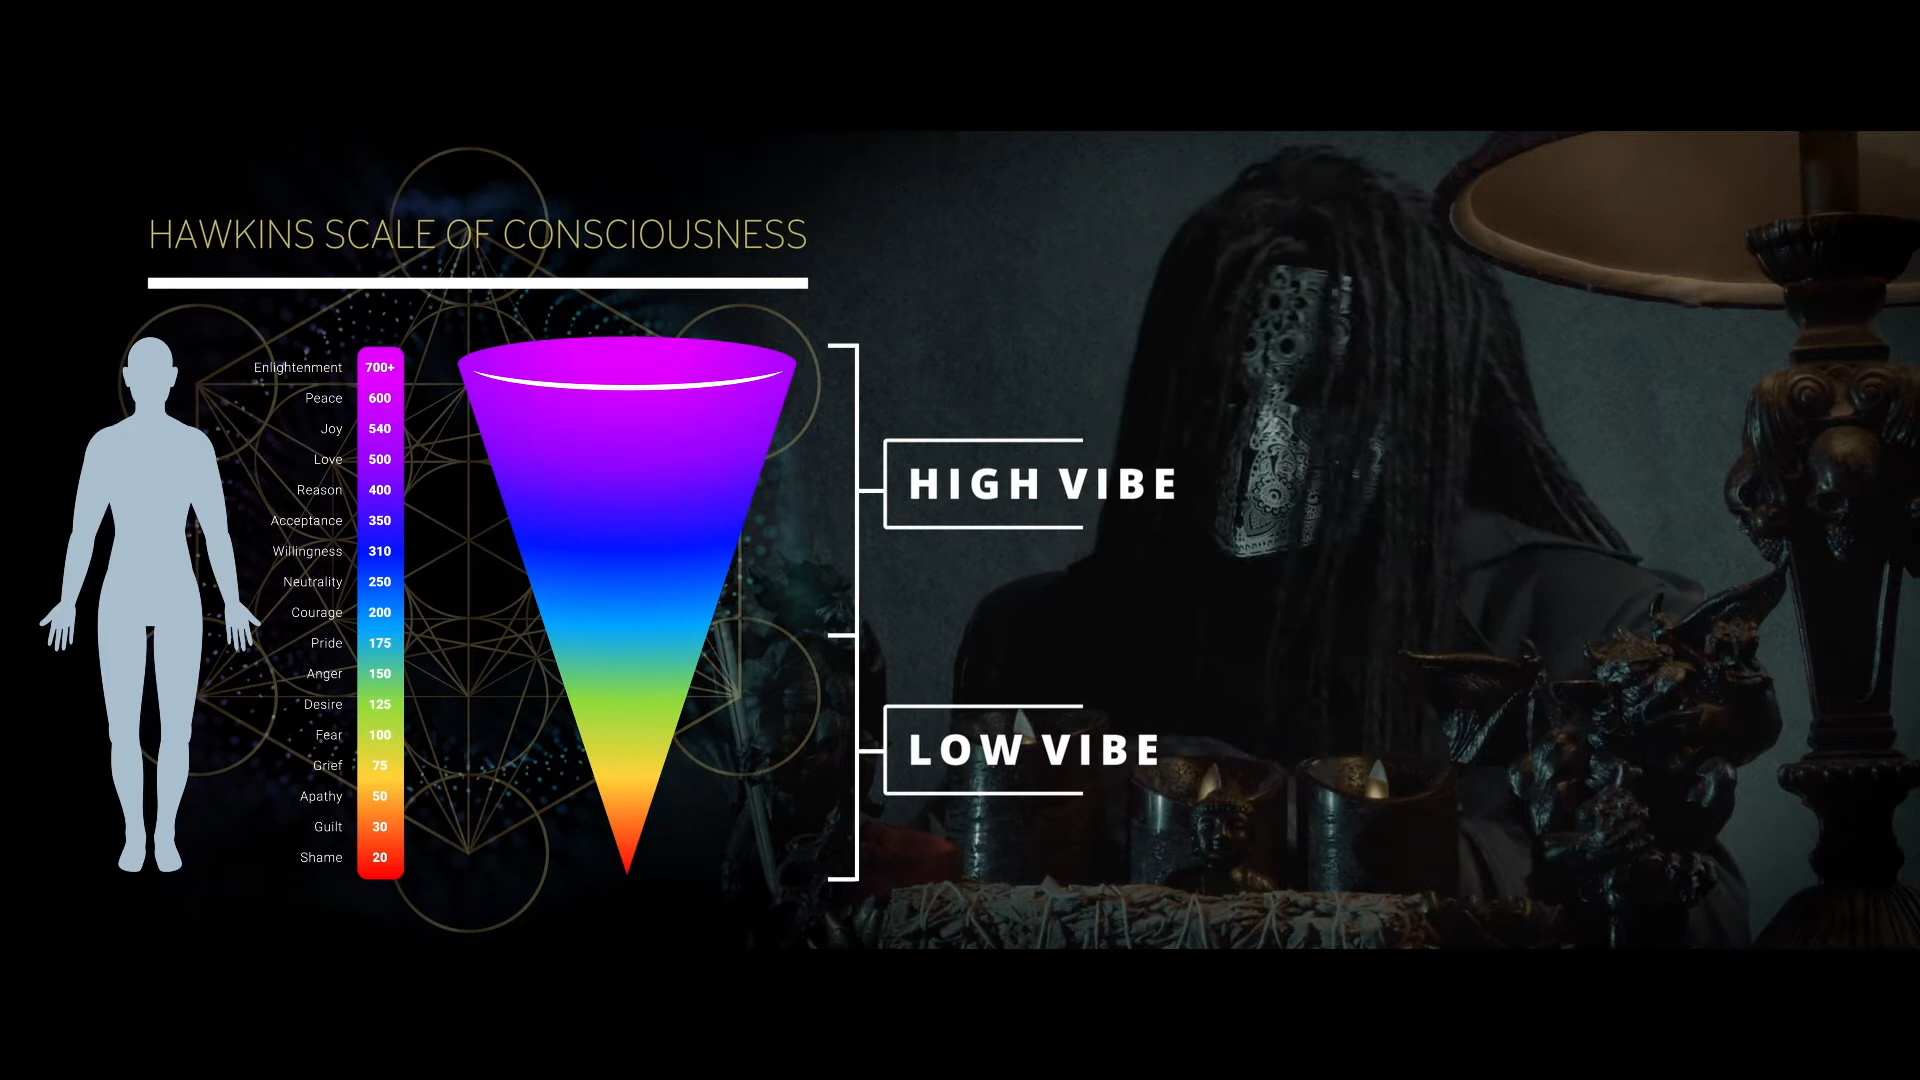 HAWKINS SCALE OF CONSCIOUSNESS
Enlightenment 700+
Peace 600
Joy 540
Love 500
Reason 400
Acceptance 350
Willingness 310
Neutrality 250
Courage 200
Pride 175
Anger 150
Desire 125
Fear 100
Grief 75
Apathy 50
Guilt 30
Shame 20
HIGH VIBE
LOW VIBE